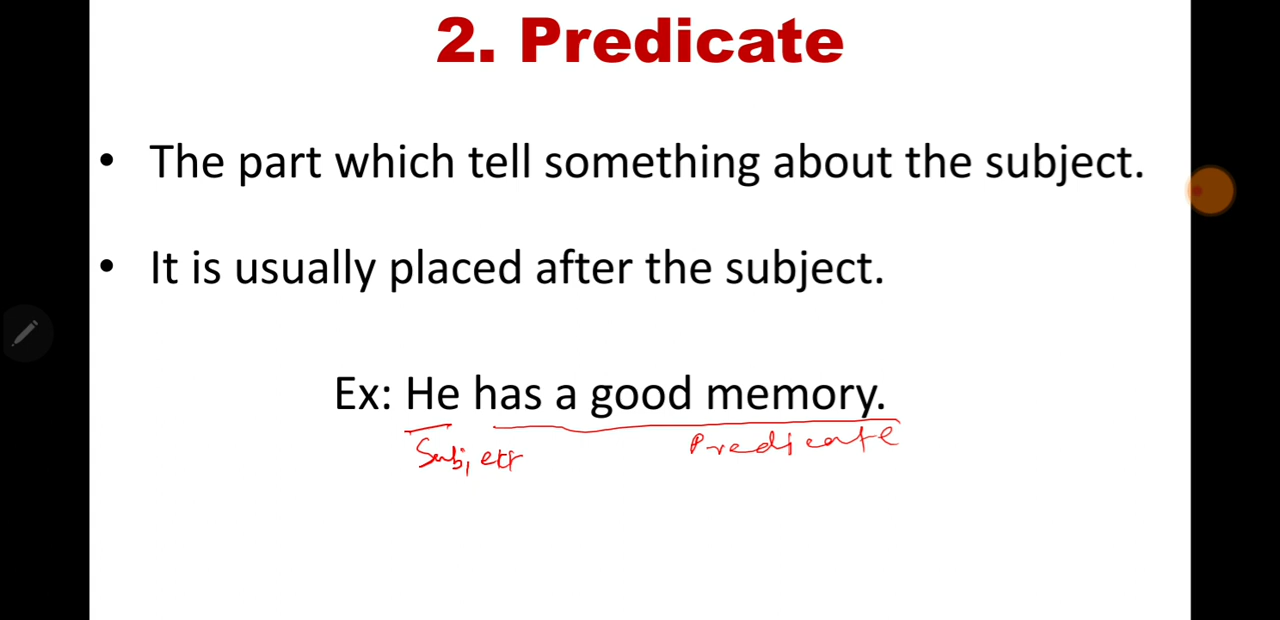 2. Predicate
• The part which tell something about the subject.
• It is usually placed after the subject.
Ex: He has a good memory.
Subject Predicate